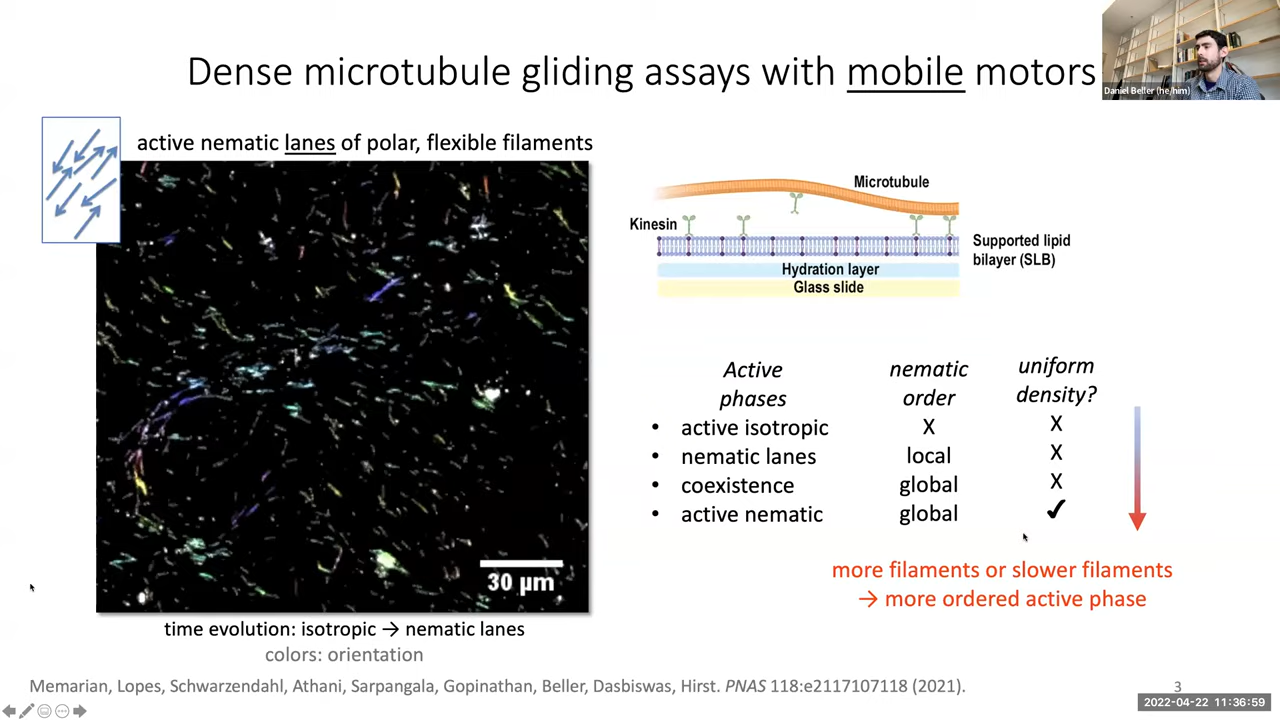 Dense microtubule gliding assays with mobile motors
Daniel Beller (he/him)
active nematic lanes of polar, flexible filaments
30 µm
time evolution: isotropic → nematic lanes
colors: orientation
Microtubule
Kinesin
Supported lipid
bilayer (SLB)
Hydration layer
Glass slide
Active phases nematic order uniform density?
• active isotropic X X
• nematic lanes local X
• coexistence global X
• active nematic global ✓
more filaments or slower filaments
→ more ordered active phase
Memarian, Lopes, Schwarzendahl, Athani, Sarpangala, Gopinathan, Beller, Dasbiswas, Hirst. PNAS 118:e2117107118 (2021).
3
2022-04-22 11:36:59